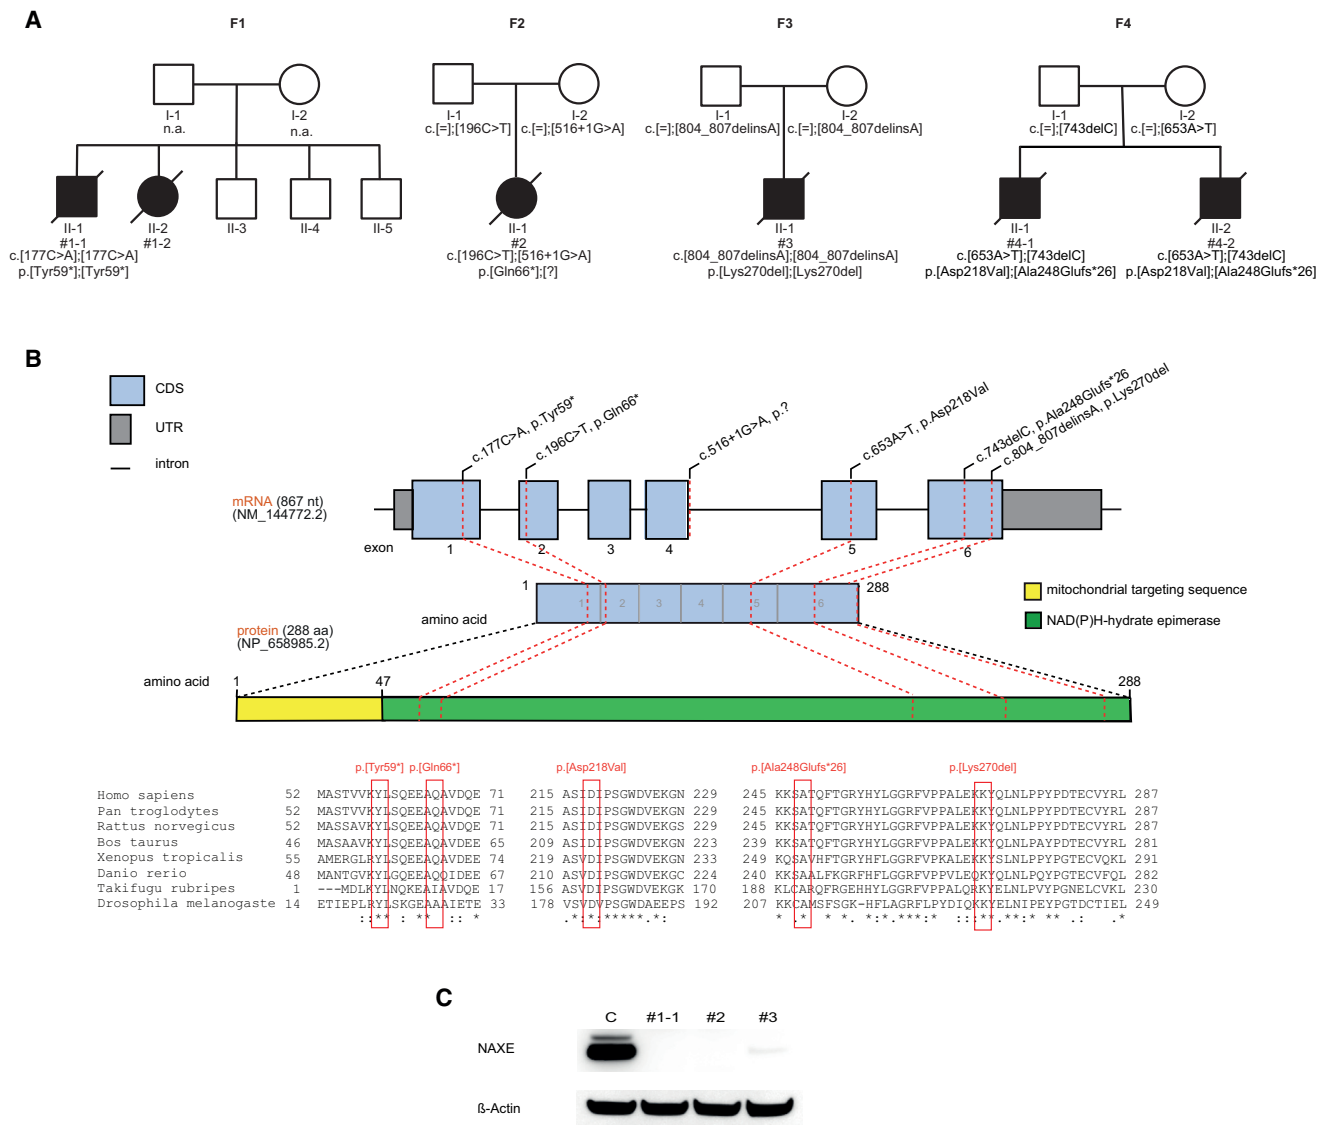 A
F1
F2
F3
F4
I-1
n.a.
I-2
n.a.
II-1
#1-1
c.[177C>A];[177C>A]
p.[Tyr59*];[Tyr59*]
II-2
#1-2
II-3
II-4
II-5
I-1
c.[=];[196C>T]
I-2
c.[=];[516+1G>A]
II-1
#2
c.[196C>T];[516+1G>A]
p.[Gln66*];[?]
I-1
c.[=];[804_807delinsA]
I-2
c.[=];[804_807delinsA]
II-1
#3
c.[804_807delinsA];[804_807delinsA]
p.[Lys270del];[Lys270del]
I-1
c.[=];[743delC]
I-2
c.[=];[653A>T]
II-1
#4-1
c.[653A>T];[743delC]
p.[Asp218Val];[Ala248Glufs*26]
II-2
#4-2
c.[653A>T];[743delC]
p.[Asp218Val];[Ala248Glufs*26]
B
CDS
UTR
intron
c.177C>A, p.Tyr59*
c.196C>T, p.Gln66*
c.516+1G>A, p.?
c.653A>T, p.Asp218Val
c.743delC, p.Ala248Glufs*26
c.804_807delinsA, p.Lys270del
mRNA (867 nt)
(NM_144772.2)
exon
1
2
3
4
5
6
1
288
1 2 3 4 5 6
amino acid
mitochondrial targeting sequence
NAD(P)H-hydrate epimerase
protein (288 aa)
(NP_658985.2)
amino acid
1
47
288
p.[Tyr59*] p.[Gln66*] p.[Asp218Val] p.[Ala248Glufs*26] p.[Lys270del]
Homo sapiens 52 MASTVVKYLSQEEAQAVDQE 71 215 ASIDIPSGWDVEKGN 229 245 KKSATQFTGRYHYLGGRFVPPALEKKYQLNLPPYPDTECVYRL 287
Pan troglodytes 52 MASTVVKYLSQEEAQAVDQE 71 215 ASIDIPSGWDVEKGN 229 245 KKSATQFTGRYHYLGGRFVPPALEKKYQLNLPPYPDTECVYRL 287
Rattus norvegicus 52 MASSAVKYLSQEEAQAVDQE 71 215 ASIDIPSGWDVEKGS 229 245 KKSATQFTGRYHYLGGRFVPPALEKKYQLNLPPYPDTECVYRL 287
Bos taurus 46 MASAAVKYLSQEEAQAVDEE 65 209 ASIDIPSGWDVEKGN 223 239 KKSATQFTGRYHYLGGRFVPPALEKKYQLNLPPYPDTECVYRL 281
Xenopus tropicalis 55 AMERGLRYLSQEEAQAVDEE 74 219 ASVDIPSGWDVEKGN 233 249 KQSAVHFTGRYHFLGGRFVPPALEKKYSLNLPPYPGTECVQKL 291
Danio rerio 48 MANTGVKYLGQEEAQQIDEE 67 210 ASVDIPSGWDVEKGC 224 240 KKSAALFKGRFHFLGGRFVPPVLEQKYQLNLPPYPGTECVFQL 282
Takifugu rubripes 1 ---MDLKYLNQKEAIAVDQE 17 156 ASVDIPSGWDVEKGK 170 188 KLCARQFRGREHHYLGGRFVPPALQRKYELNLPVYPGNELCVKL 230
Drosophila melanogaste 14 ETIEPLRYLSKGEAAAIETE 33 178 VSVDVPSGWDAEEPS 192 207 KKCAMSFSGK-HFLAGRFLPYDIQKKYELNIPEYPGTDCTIEL 249
C
C #1-1 #2 #3
NAXE
ß-Actin